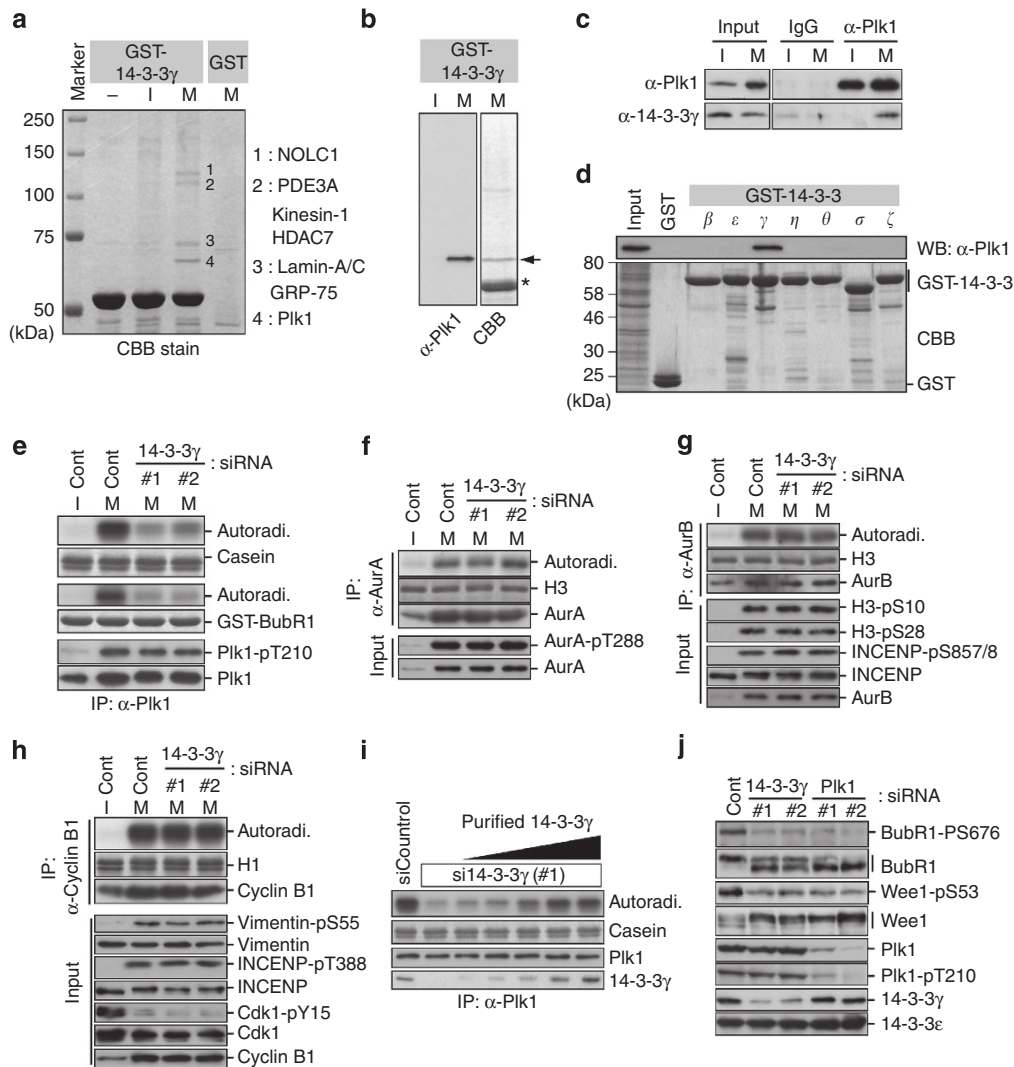 a
Marker
GST-
14-3-3γ
GST
– I M M
250
150
100
75
50
(kDa)
1
2
3
4
1 : NOLC1
2 : PDE3A
Kinesin-1
HDAC7
3 : Lamin-A/C
GRP-75
4 : Plk1
CBB stain
b
GST-
14-3-3γ
I M M
*
α-Plk1
CBB
c
Input IgG α-Plk1
I M I M I M
α-Plk1
α-14-3-3γ
d
Input
GST
GST-14-3-3
β ε γ η θ σ ζ
WB: α-Plk1
80
58
46
30
25
(kDa)
GST-14-3-3
CBB
GST
e
Cont
Cont
14-3-3γ
#1 #2
: siRNA
I M M M
Autoradi.
Casein
Autoradi.
GST-BubR1
Plk1-pT210
Plk1
IP: α-Plk1
f
Cont
Cont
14-3-3γ
#1 #2
:siRNA
I M M M
IP:
α-AurA
Autoradi.
H3
AurA
Input
AurA-pT288
AurA
g
Cont
Cont
14-3-3γ
#1 #2
: siRNA
I M M M
IP: α-AurB
Autoradi.
H3
AurB
Input
H3-pS10
H3-pS28
INCENP-pS857/8
INCENP
AurB
h
Cont
Cont
14-3-3γ
#1 #2
: siRNA
I M M M
IP:
α-Cyclin B1
Autoradi.
H1
Cyclin B1
Input
Vimentin-pS55
Vimentin
INCENP-pT388
INCENP
Cdk1-pY15
Cdk1
Cyclin B1
i
siCountrol
Purified 14-3-3γ
si14-3-3γ (#1)
Autoradi.
Casein
Plk1
14-3-3γ
IP: α-Plk1
j
Cont
14-3-3γ Plk1
#1 #2 #1 #2
: siRNA
BubR1-PS676
BubR1
Wee1-pS53
Wee1
Plk1
Plk1-pT210
14-3-3γ
14-3-3ε